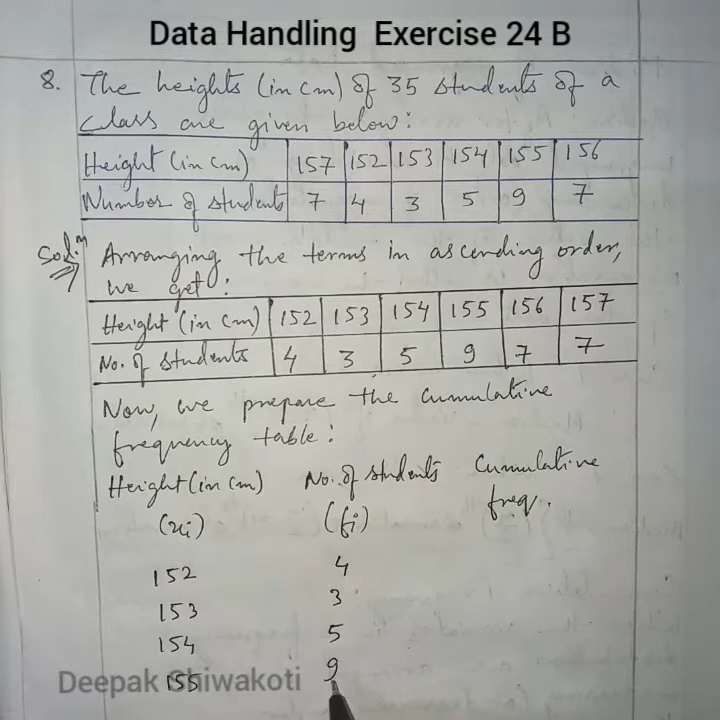 Data Handling Exercise 24 B
8. The heights (in cm) of 35 students of a
class are given below:
Height (in cm) 157 152 153 154 155 156
Number of students 7 4 3 5 9 7
Solⁿ Arranging the terms in ascending order,
we get:
Height (in cm) 152 153 154 155 156 157
No. of students 4 3 5 9 7 7
Now, we prepare the cumulative
frequency table:
Height (in cm) No. of students Cumulative
(xi) (fi) freq.
152 4
153 3
154 5
155 9
Deepak Shiwakoti